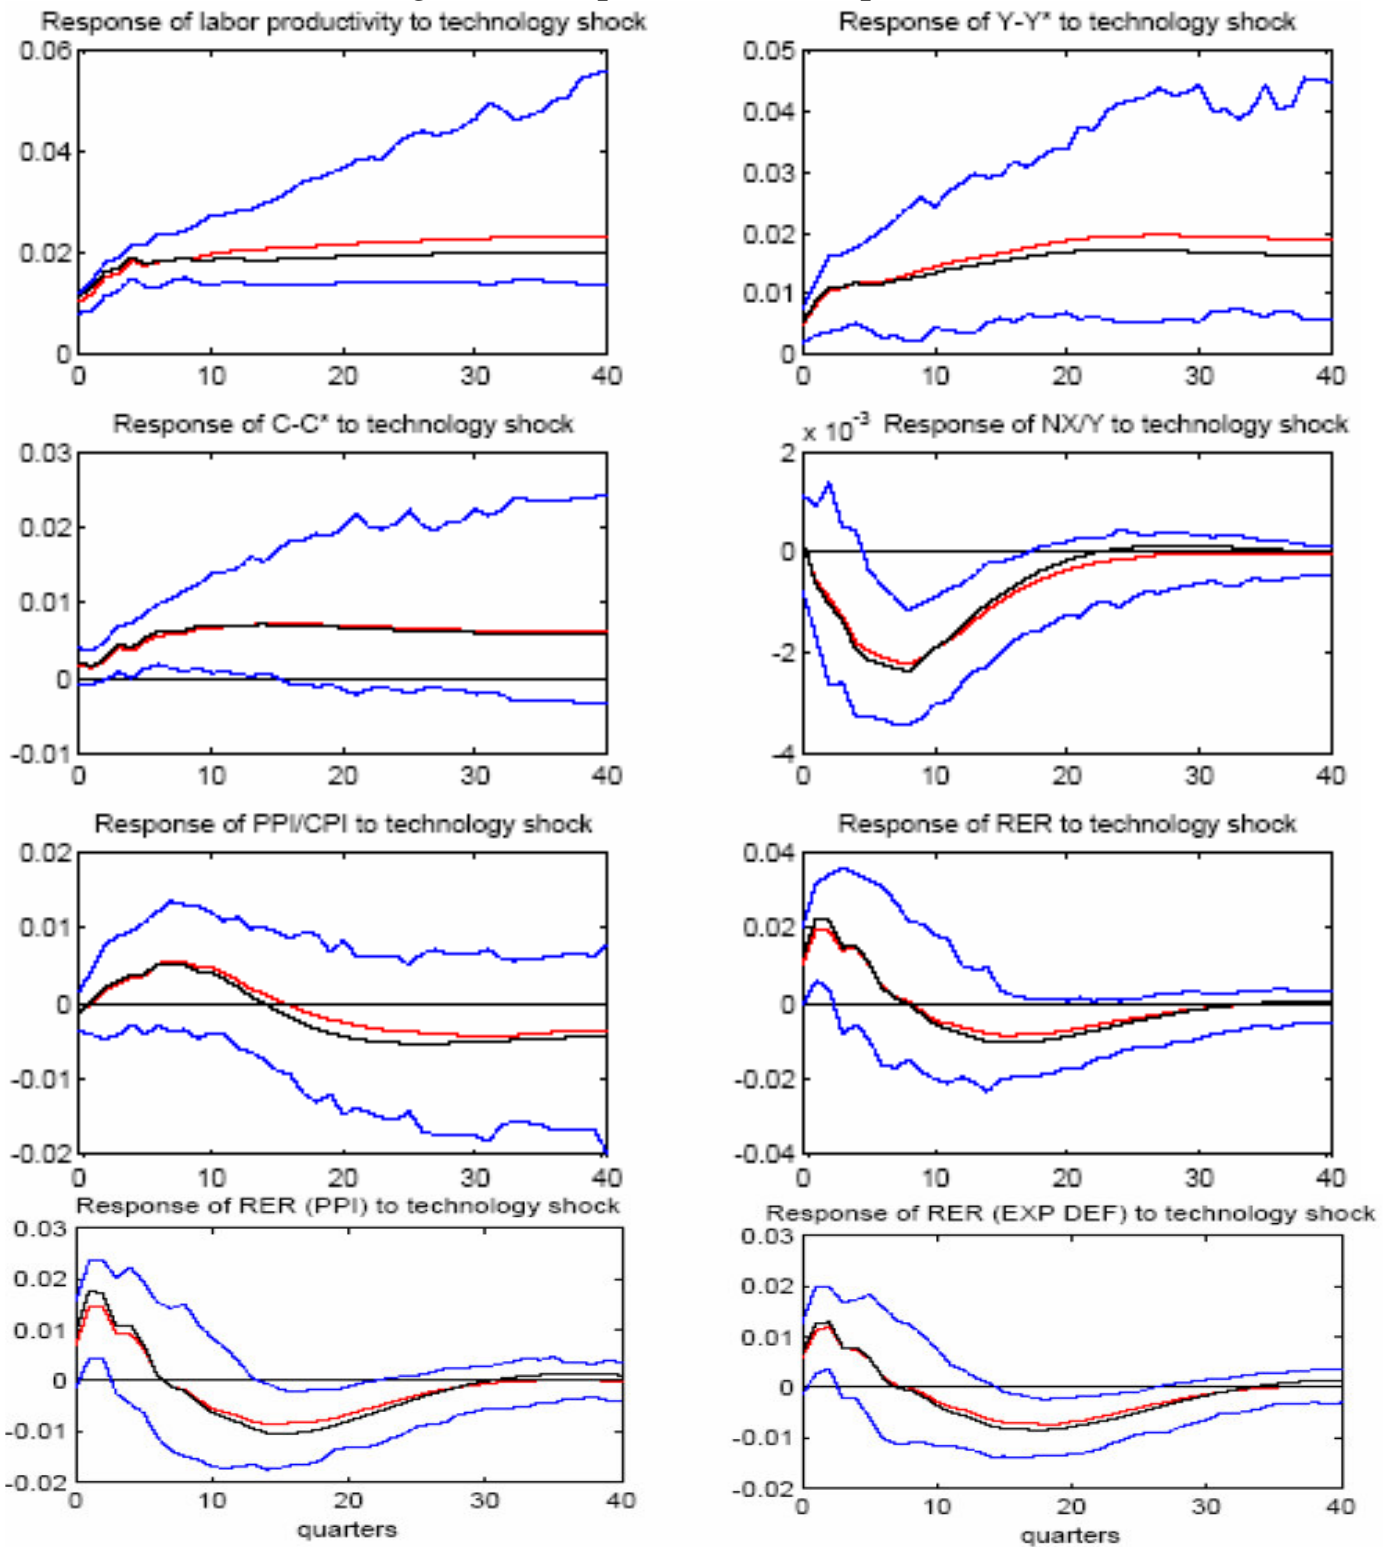 Response of labor productivity to technology shock
0.06
0.04
0.02
0
0 10 20 30 40
Response of Y-Y* to technology shock
0.05
0.04
0.03
0.02
0.01
0
0 10 20 30 40
Response of C-C* to technology shock
0.03
0.02
0.01
0
-0.01
0 10 20 30 40
x 10-3 Response of NX/Y to technology shock
2
0
-2
-4
0 10 20 30 40
Response of PPI/CPI to technology shock
0.02
0.01
0
-0.01
-0.02
0 10 20 30 40
Response of RER to technology shock
0.04
0.02
0
-0.02
-0.04
0 10 20 30 40
Response of RER (PPI) to technology shock
0.03
0.02
0.01
0
-0.01
-0.02
0 10 20 30 40
quarters
Response of RER (EXP DEF) to technology shock
0.03
0.02
0.01
0
-0.01
-0.02
0 10 20 30 40
quarters